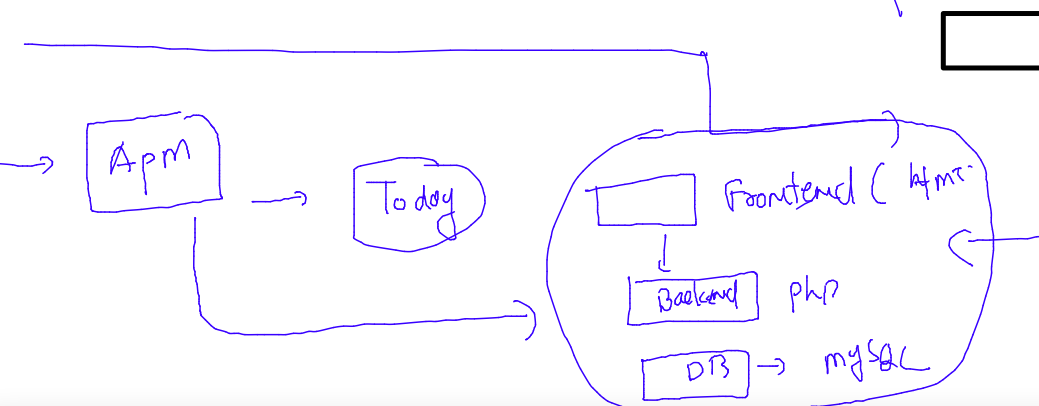 Apm
Today
Frontend (
Backend php
DB → mySQL